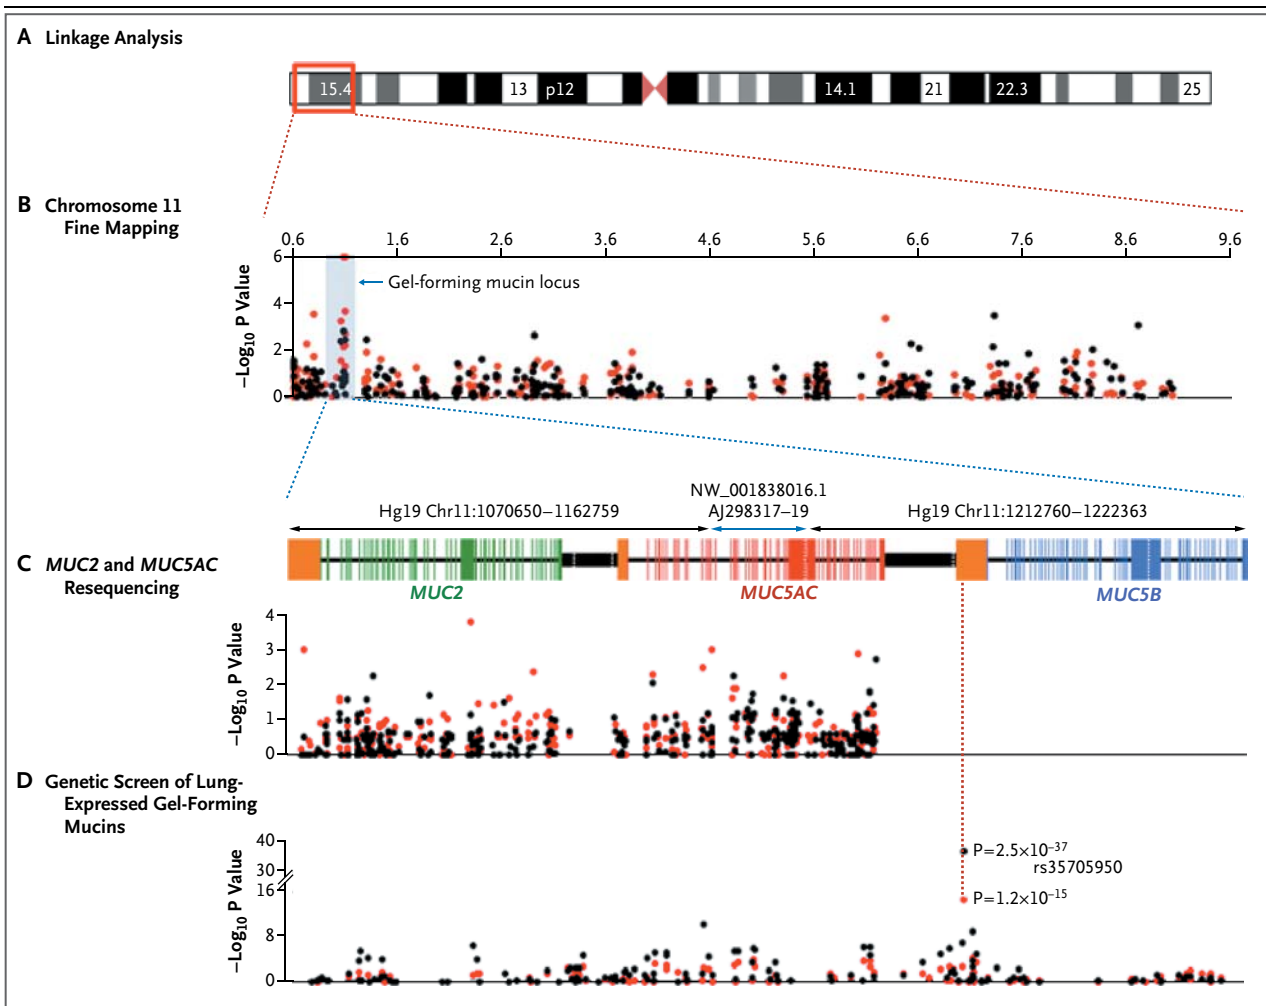 A Linkage Analysis
15.4 13 p12 14.1 21 22.3 25
B Chromosome 11
Fine Mapping
0.6 1.6 2.6 3.6 4.6 5.6 6.6 7.6 8.6 9.6
6
4
2
0
−Log10 P Value
Gel-forming mucin locus
NW_001838016.1
Hg19 Chr11:1070650–1162759 AJ298317–19 Hg19 Chr11:1212760–1222363
C MUC2 and MUC5AC
Resequencing
MUC2 MUC5AC MUC5B
4
3
2
1
0
−Log10 P Value
D Genetic Screen of Lung-
Expressed Gel-Forming
Mucins
40
30
16
8
0
−Log10 P Value
P=2.5×10−37
rs35705950
P=1.2×10−15